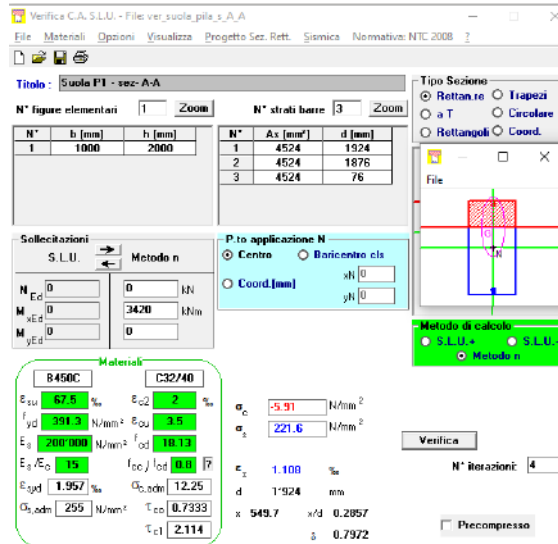 Verifica C.A. S.L.U. - File: ver_suola_pila_s_A_A
File Materiali Opzioni Visualizza Progetto Sez. Rett. Sismica Normativa: NTC 2008 ?
Titolo : Suola P1 - sez- A-A
N* figure elementari 1 Zoom N* strati barre 3 Zoom
N* b [mm] h [mm]
1 1000 2000
N* As [mm²] d [mm]
1 4524 1924
2 4524 1876
3 4524 76
Tipo Sezione
Rettan.re Trapezi
a T Circolare
Rettangoli Coord.
File
N
Sollecitazioni
S.L.U. Metodo n
N Ed 0 0 kN
M xEd 0 3420 kNm
M yEd 0 0
P.to applicazione N
Centro Baricentro cls
Coord.[mm] xN 0
yN 0
Metodo di calcolo
S.L.U.+ S.L.U.-
Metodo n
Materiali
B450C C32/40
εsu 67.5 ‰ εc2 2 ‰
fyd 391.3 N/mm² εcu 3.5
Es 200'000 N/mm² fcd 18.13
Es/Ec 15 fcc/fcd 0.8 ?
εsyd 1.957 ‰ σc,adm 12.25
σs,adm 255 N/mm² τco 0.7333
τc1 2.114
σc -5.91 N/mm²
σs 221.6 N/mm²
εs 1.108 ‰
d 1'924 mm
x 549.7 x/d 0.2857
δ 0.7972
Verifica
N* iterazioni: 4
Precompresso